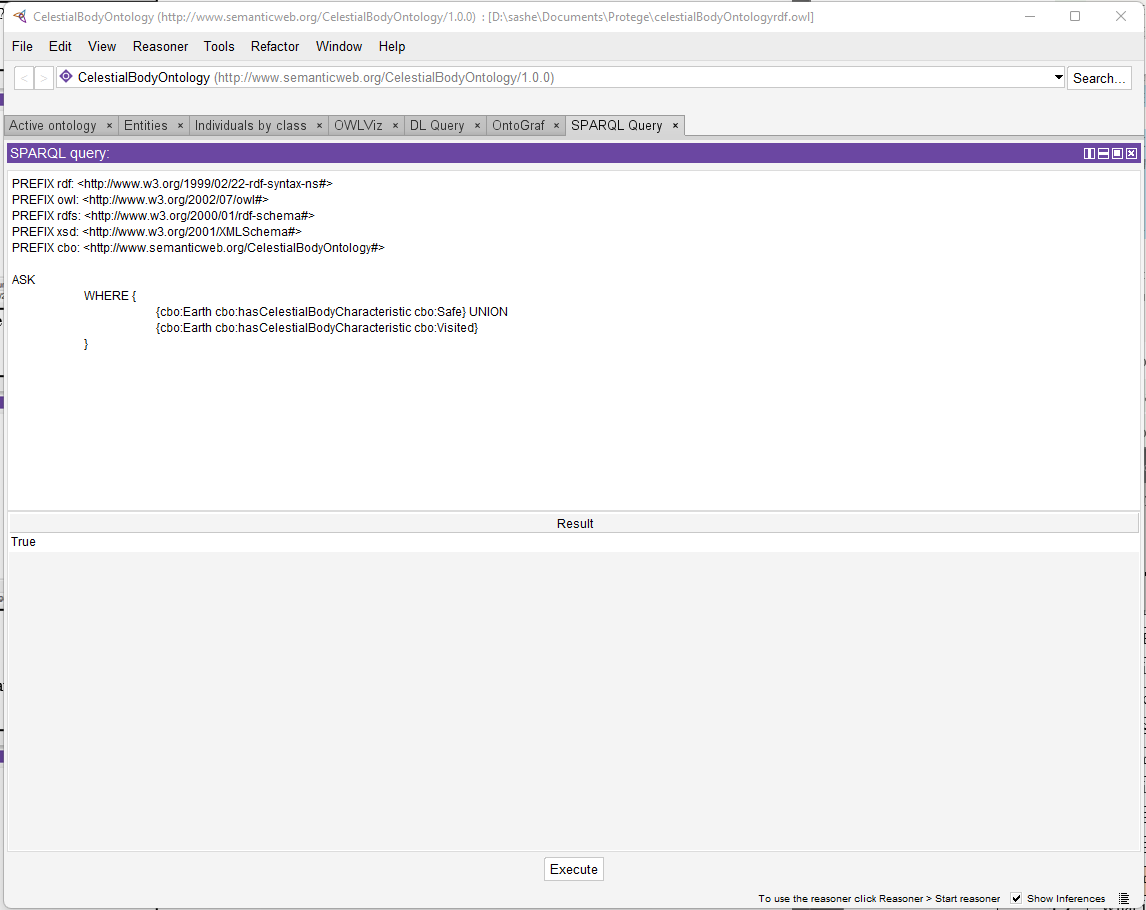 CelestialBodyOntology (http://www.semanticweb.org/CelestialBodyOntology/1.0.0) : [D:\sashe\Documents\Protege\celestialBodyOntologyrdf.owl]
File Edit View Reasoner Tools Refactor Window Help
< > CelestialBodyOntology (http://www.semanticweb.org/CelestialBodyOntology/1.0.0) Search...
Active ontology × Entities × Individuals by class × OWLViz × DL Query × OntoGraf × SPARQL Query ×
SPARQL query:
PREFIX rdf: <http://www.w3.org/1999/02/22-rdf-syntax-ns#>
PREFIX owl: <http://www.w3.org/2002/07/owl#>
PREFIX rdfs: <http://www.w3.org/2000/01/rdf-schema#>
PREFIX xsd: <http://www.w3.org/2001/XMLSchema#>
PREFIX cbo: <http://www.semanticweb.org/CelestialBodyOntology#>
ASK
WHERE {
{cbo:Earth cbo:hasCelestialBodyCharacteristic cbo:Safe} UNION
{cbo:Earth cbo:hasCelestialBodyCharacteristic cbo:Visited}
}
Result
True
Execute
To use the reasoner click Reasoner > Start reasoner Show Inferences